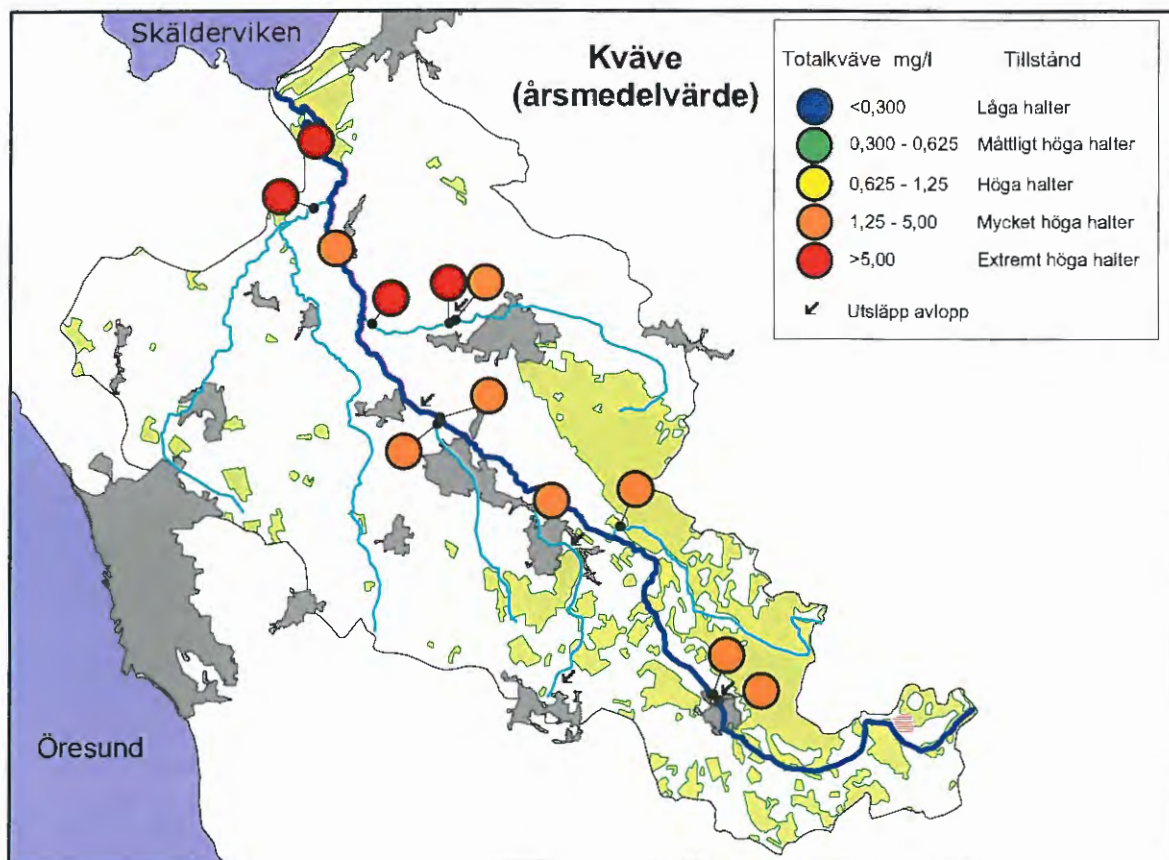 Skälderviken
Kväve
(årsmedelvärde)
Totalkväve mg/l Tillstånd
<0,300 Låga halter
0,300 - 0,625 Måttligt höga halter
0,625 - 1,25 Höga halter
1,25 - 5,00 Mycket höga halter
>5,00 Extremt höga halter
Utsläpp avlopp
Öresund